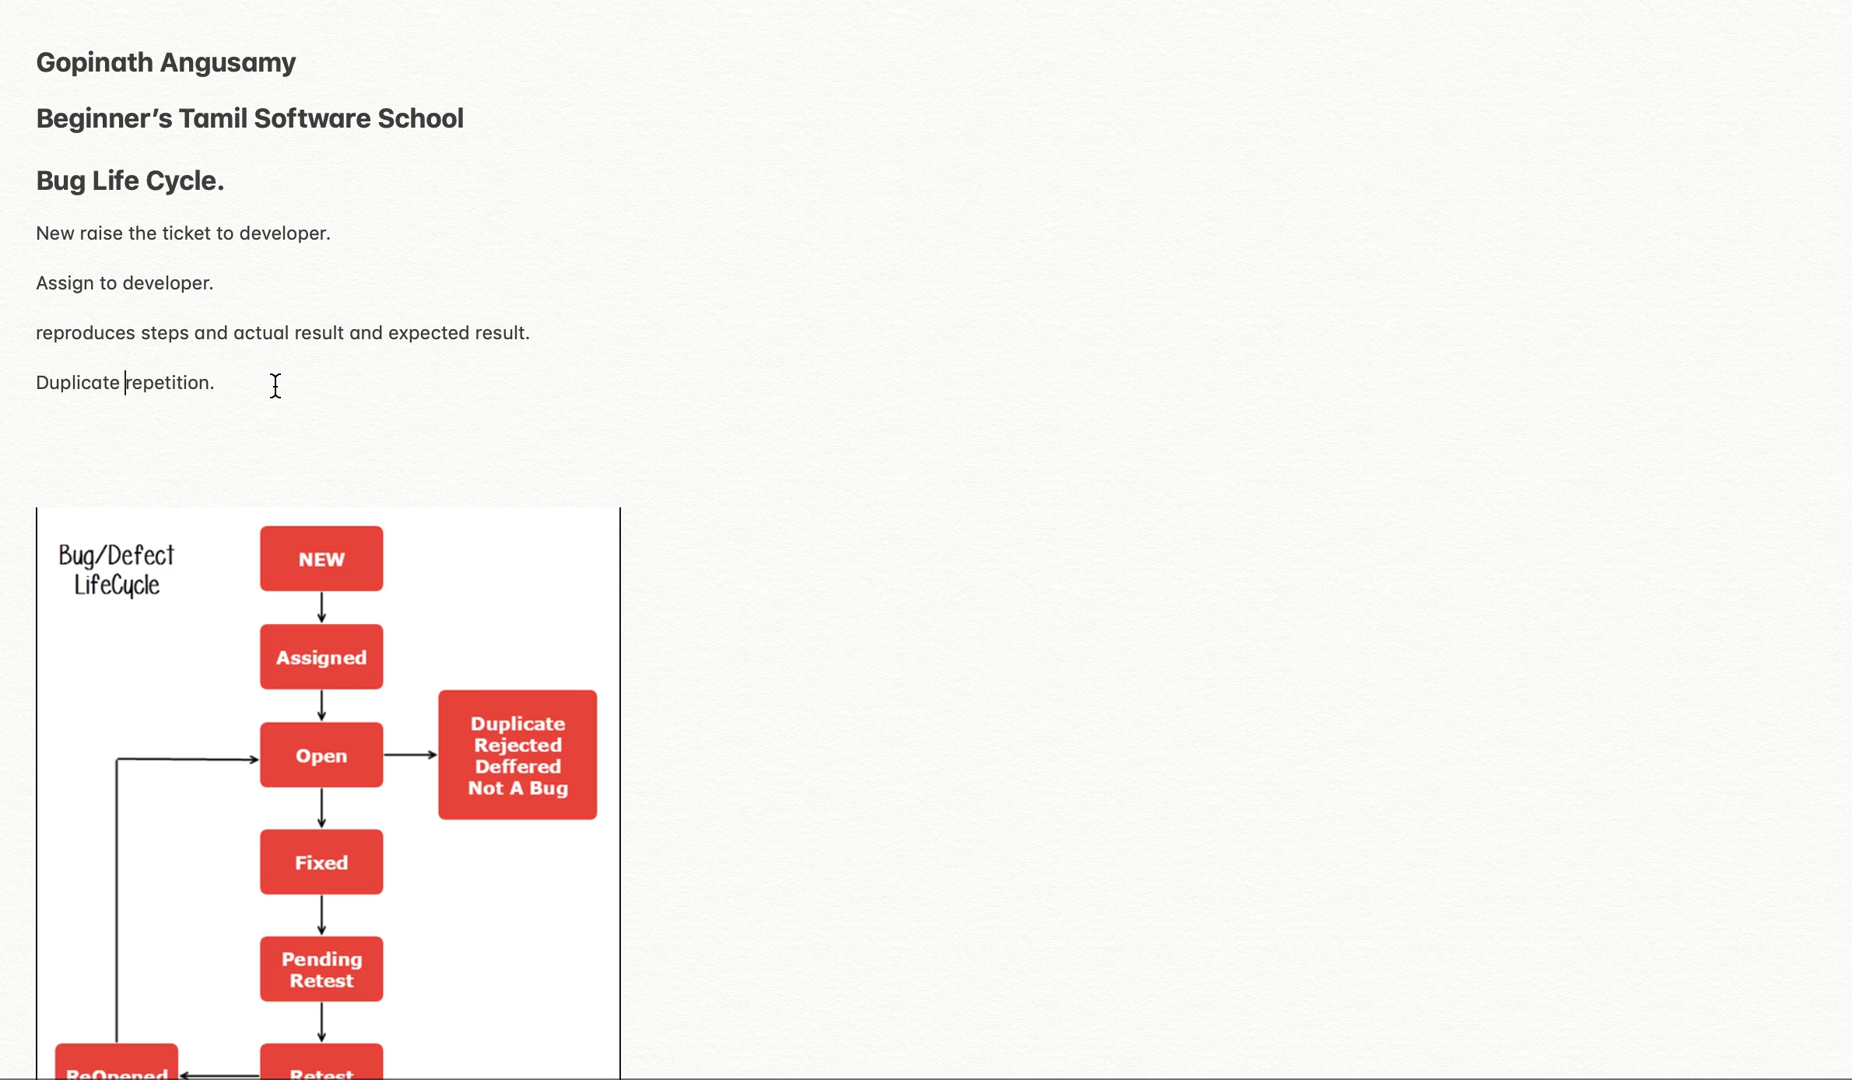 Gopinath Angusamy
Beginner’s Tamil Software School
Bug Life Cycle.
New raise the ticket to developer.
Assign to developer.
reproduces steps and actual result and expected result.
Duplicate repetition.
Bug/Defect
LifeCycle
NEW
Assigned
Open
Duplicate
Rejected
Deffered
Not A Bug
Fixed
Pending
Retest
ReOpened
Retest